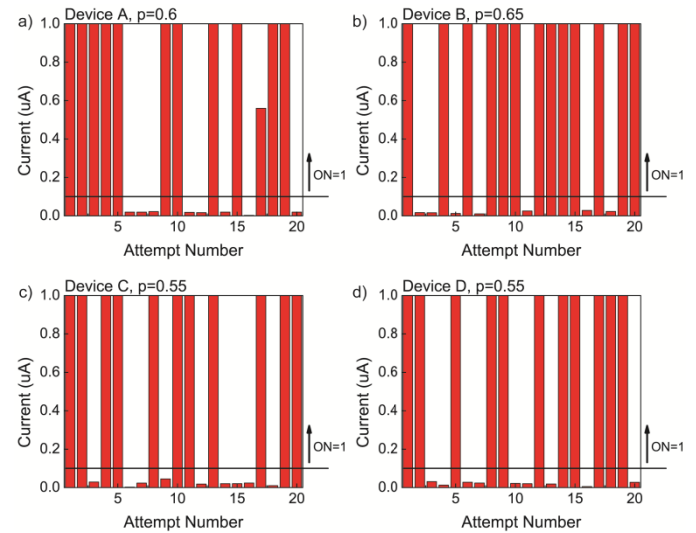 a) Device A, p=0.6
1.0
0.8
0.6
0.4
0.2
0.0
Current (uA)
ON=1
5 10 15 20
Attempt Number
b) Device B, p=0.65
1.0
0.8
0.6
0.4
0.2
0.0
Current (uA)
ON=1
5 10 15 20
Attempt Number
c) Device C, p=0.55
1.0
0.8
0.6
0.4
0.2
0.0
Current (uA)
ON=1
5 10 15 20
Attempt Number
d) Device D, p=0.55
1.0
0.8
0.6
0.4
0.2
0.0
Current (uA)
ON=1
5 10 15 20
Attempt Number